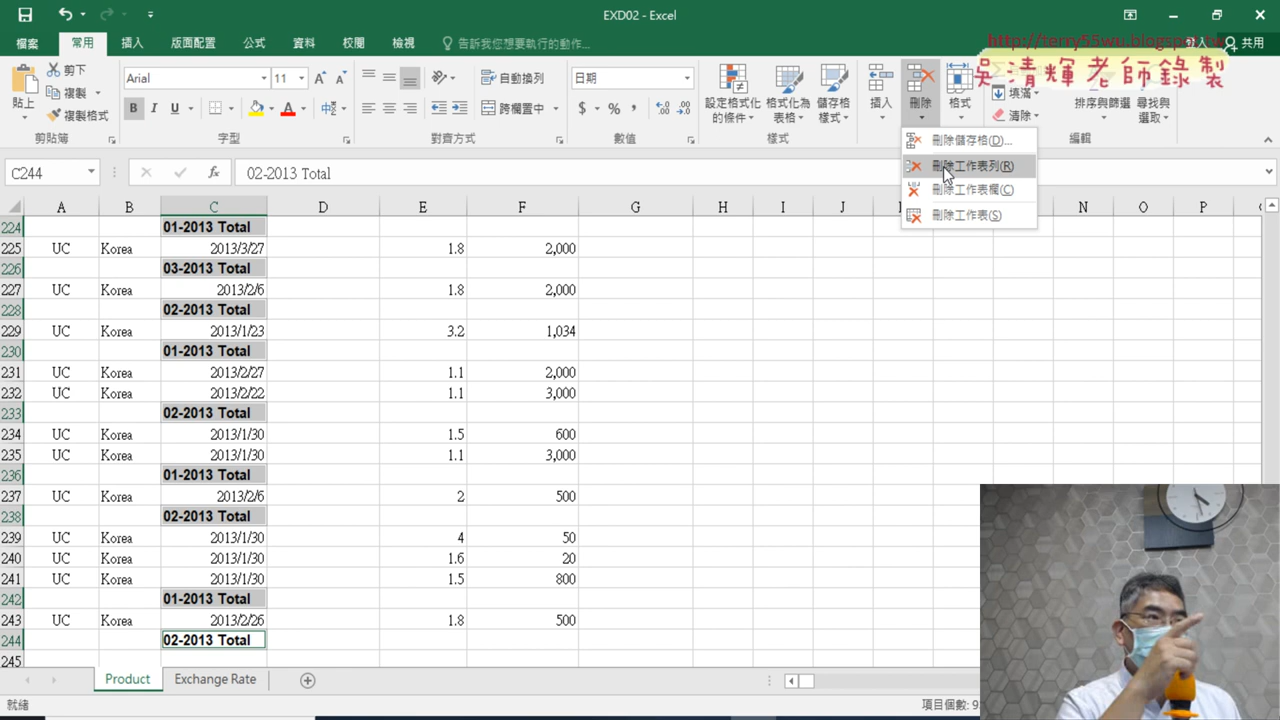 EXD02 - Excel
檔案 常用 插入 版面配置 公式 資料 校閱 檢視 告訴我您想要執行的動作... 登入 共用
http://terry55wu.blogspot.tw
吳清輝老師錄製
貼上 剪下 複製 複製格式
Arial 11 自動換列 跨欄置中 日期
B I U A $ % ,
設定格式化的條件 格式化為表格 儲存格樣式 插入 刪除 格式 填滿 清除 排序與篩選 尋找與選取
剪貼簿 字型 對齊方式 數值 樣式 編輯
刪除儲存格(D)...
刪除工作表列(R)
刪除工作表欄(C)
刪除工作表(S)
C244 fx 02-2013 Total
A B C D E F G H I J N O P
224 01-2013 Total
225 UC Korea 2013/3/27 1.8 2,000
226 03-2013 Total
227 UC Korea 2013/2/6 1.8 2,000
228 02-2013 Total
229 UC Korea 2013/1/23 3.2 1,034
230 01-2013 Total
231 UC Korea 2013/2/27 1.1 2,000
232 UC Korea 2013/2/22 1.1 3,000
233 02-2013 Total
234 UC Korea 2013/1/30 1.5 600
235 UC Korea 2013/1/30 1.1 3,000
236 01-2013 Total
237 UC Korea 2013/2/6 2 500
238 02-2013 Total
239 UC Korea 2013/1/30 4 50
240 UC Korea 2013/1/30 1.6 20
241 UC Korea 2013/1/30 1.5 800
242 01-2013 Total
243 UC Korea 2013/2/26 1.8 500
244 02-2013 Total
245
Product Exchange Rate
就緒 項目個數: